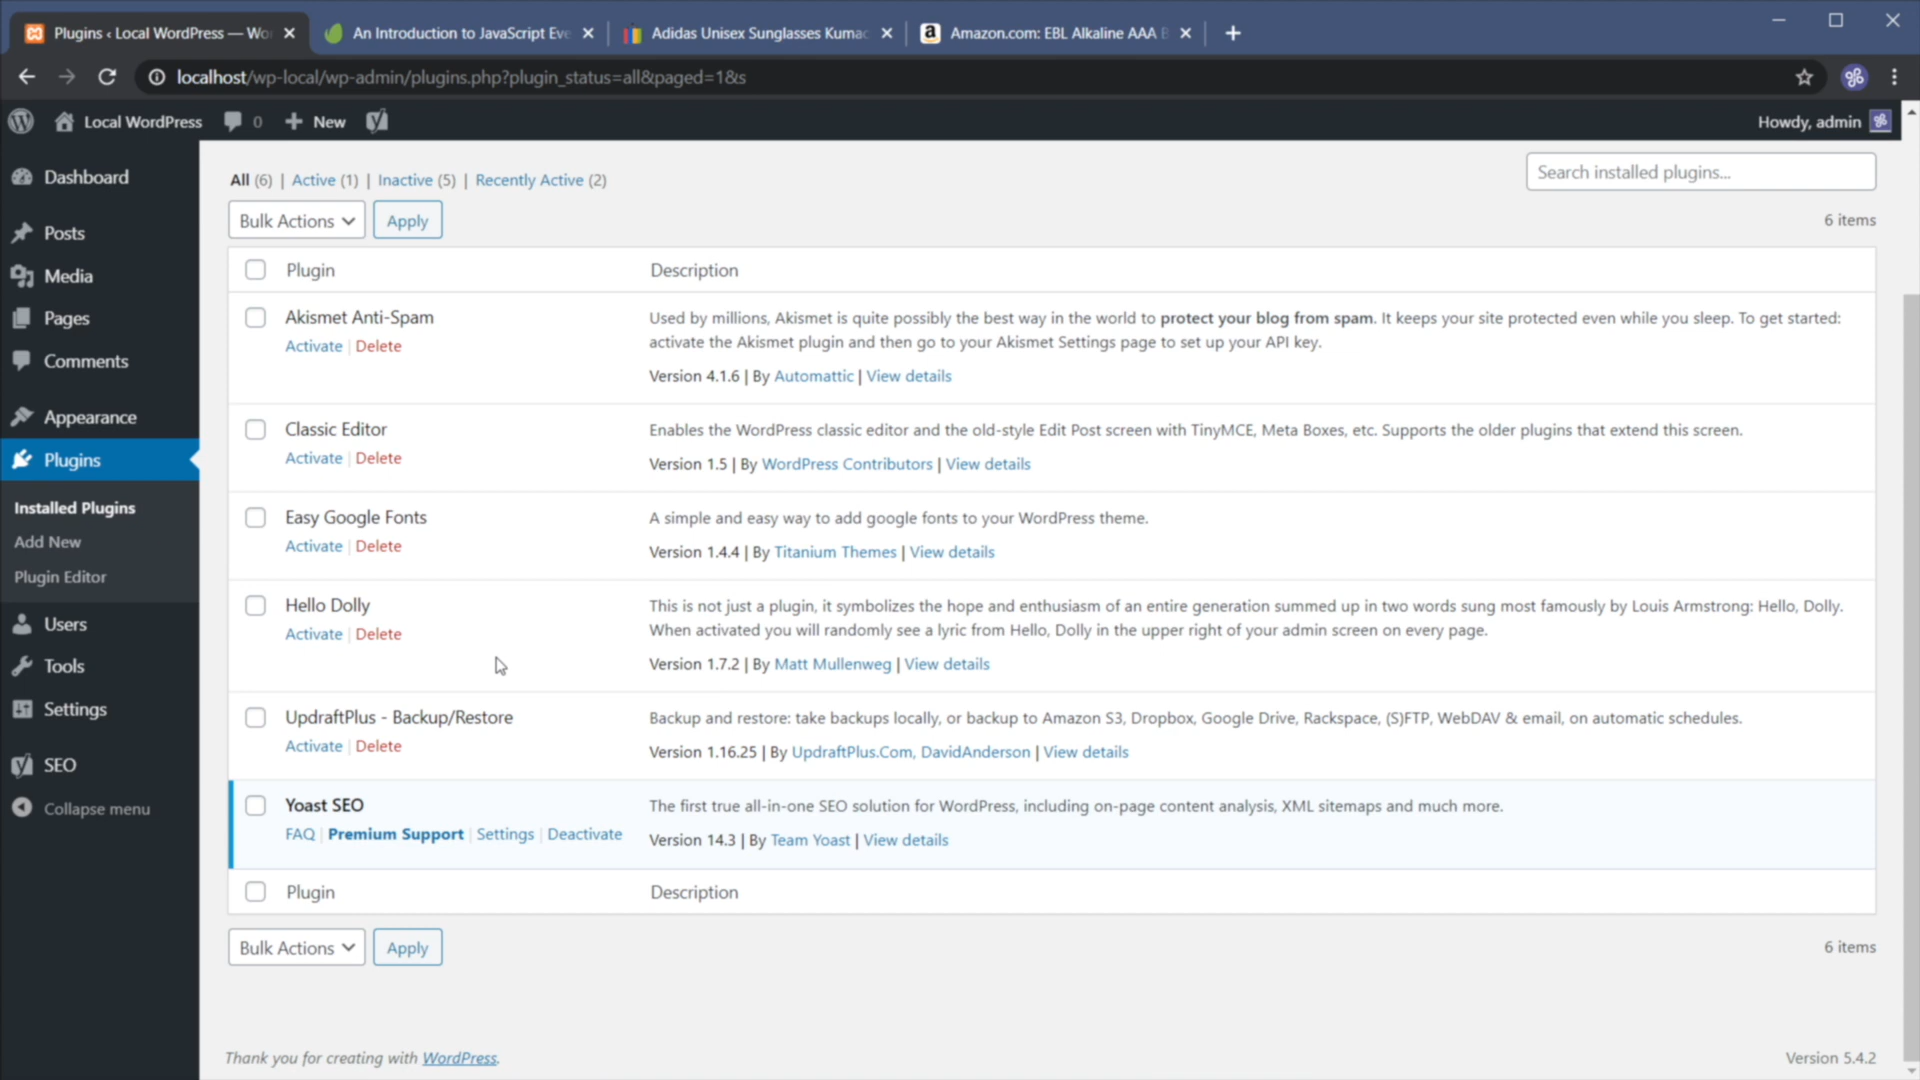 Plugins ‹ Local WordPress — Wo
An Introduction to JavaScript Eve
Adidas Unisex Sunglasses Kumac
Amazon.com: EBL Alkaline AAA B
localhost/wp-local/wp-admin/plugins.php?plugin_status=all&paged=1&s
Local WordPress
0
New
Howdy, admin
Dashboard
Posts
Media
Pages
Comments
Appearance
Plugins
Installed Plugins
Add New
Plugin Editor
Users
Tools
Settings
SEO
Collapse menu
All (6) | Active (1) | Inactive (5) | Recently Active (2)
Search installed plugins...
Bulk Actions
Apply
6 items
Plugin
Description
Akismet Anti-Spam
Activate | Delete
Used by millions, Akismet is quite possibly the best way in the world to protect your blog from spam. It keeps your site protected even while you sleep. To get started:
activate the Akismet plugin and then go to your Akismet Settings page to set up your API key.
Version 4.1.6 | By Automattic | View details
Classic Editor
Activate | Delete
Enables the WordPress classic editor and the old-style Edit Post screen with TinyMCE, Meta Boxes, etc. Supports the older plugins that extend this screen.
Version 1.5 | By WordPress Contributors | View details
Easy Google Fonts
Activate | Delete
A simple and easy way to add google fonts to your WordPress theme.
Version 1.4.4 | By Titanium Themes | View details
Hello Dolly
Activate | Delete
This is not just a plugin, it symbolizes the hope and enthusiasm of an entire generation summed up in two words sung most famously by Louis Armstrong: Hello, Dolly.
When activated you will randomly see a lyric from Hello, Dolly in the upper right of your admin screen on every page.
Version 1.7.2 | By Matt Mullenweg | View details
UpdraftPlus - Backup/Restore
Activate | Delete
Backup and restore: take backups locally, or backup to Amazon S3, Dropbox, Google Drive, Rackspace, (S)FTP, WebDAV & email, on automatic schedules.
Version 1.16.25 | By UpdraftPlus.Com, DavidAnderson | View details
Yoast SEO
FAQ | Premium Support | Settings | Deactivate
The first true all-in-one SEO solution for WordPress, including on-page content analysis, XML sitemaps and much more.
Version 14.3 | By Team Yoast | View details
Plugin
Description
Bulk Actions
Apply
6 items
Thank you for creating with WordPress.
Version 5.4.2